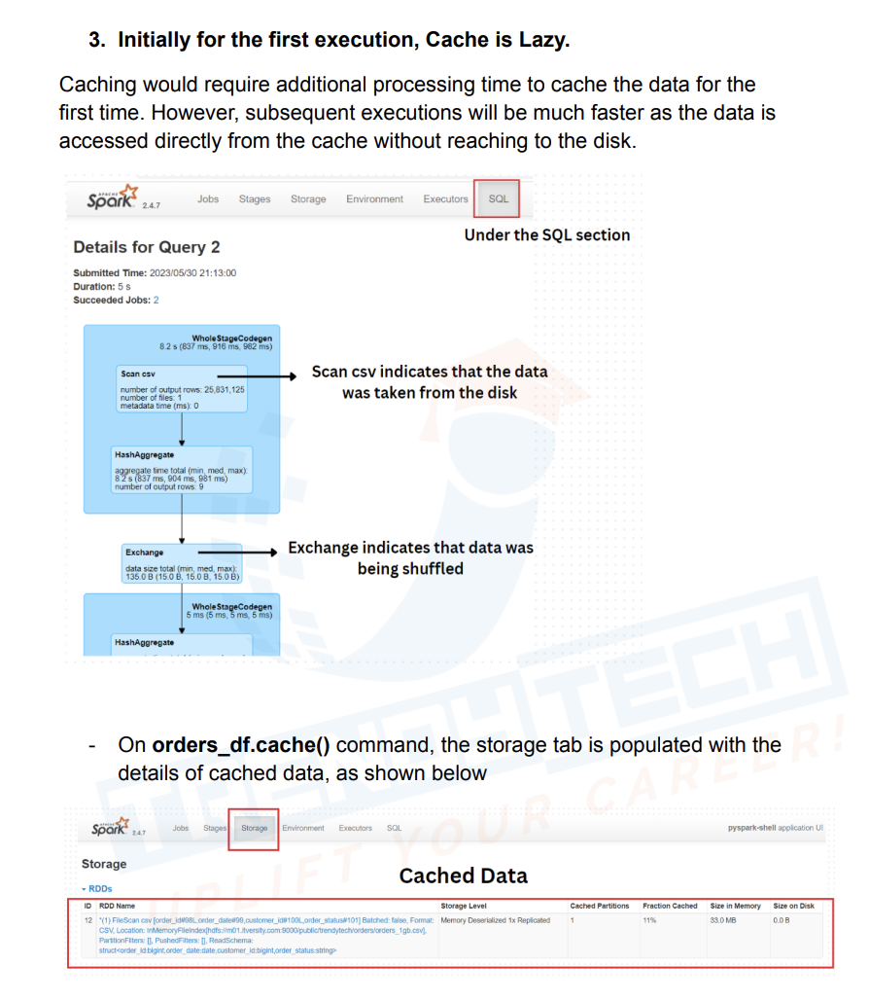 3. Initially for the first execution, Cache is Lazy.
Caching would require additional processing time to cache the data for the
first time. However, subsequent executions will be much faster as the data is
accessed directly from the cache without reaching to the disk.
APACHE
Spark 2.4.7 Jobs Stages Storage Environment Executors SQL
Under the SQL section
Details for Query 2
Submitted Time: 2023/05/30 21:13:00
Duration: 5 s
Succeeded Jobs: 2
WholeStageCodegen
8.2 s (837 ms, 916 ms, 982 ms)
Scan csv
number of output rows: 25,831,125
number of files: 1
metadata time (ms): 0
Scan csv indicates that the data
was taken from the disk
HashAggregate
aggregate time total (min, med, max):
8.2 s (837 ms, 904 ms, 981 ms)
number of output rows: 9
Exchange
data size total (min, med, max):
135.0 B (15.0 B, 15.0 B, 15.0 B)
Exchange indicates that data was
being shuffled
WholeStageCodegen
5 ms (5 ms, 5 ms, 5 ms)
HashAggregate
- On orders_df.cache() command, the storage tab is populated with the
details of cached data, as shown below
APACHE
Spark 2.4.7 Jobs Stages Storage Environment Executors SQL pyspark-shell application UI
Storage
Cached Data
RDDs
ID RDD Name Storage Level Cached Partitions Fraction Cached Size in Memory Size on Disk
12 *(1) FileScan csv [order_id#98L,order_date#99,customer_id#100L,order_status#101] Batched: false, Format: Memory Deserialized 1x Replicated 1 11% 33.0 MB 0.0 B
CSV, Location: InMemoryFileIndex[hdfs://m01.itversity.com:9000/public/trendytech/orders/orders_1gb.csv],
PartitionFilters: [], PushedFilters: [], ReadSchema:
struct<order_id:bigint,order_date:date,customer_id:bigint,order_status:string>
TRENDYTECH
UPLIFT YOUR CAREER!